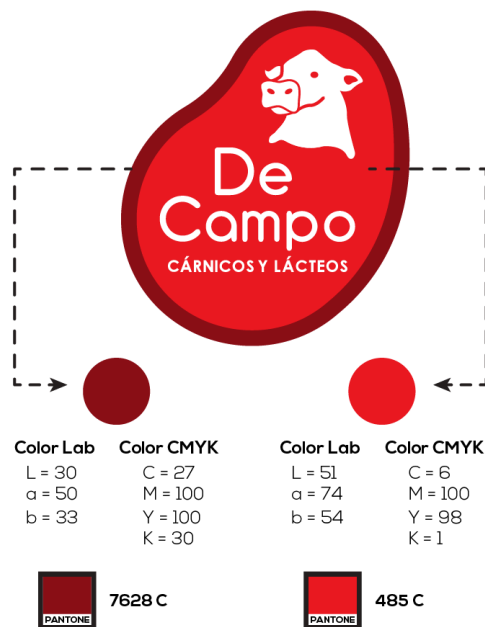 De
Campo
CÁRNICOS Y LÁCTEOS
Color Lab
L = 30
a = 50
b = 33
Color CMYK
C = 27
M = 100
Y = 100
K = 30
PANTONE
7628 C
Color Lab
L = 51
a = 74
b = 54
Color CMYK
C = 6
M = 100
Y = 98
K = 1
PANTONE
485 C